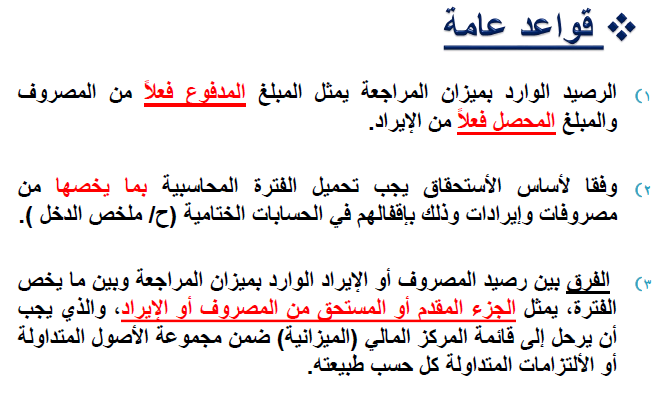 ❖ قواعد عامة
١) الرصيد الوارد بميزان المراجعة يمثل المبلغ المدفوع فعلاً من المصروف
والمبلغ المحصل فعلاً من الإيراد.
٢) وفقا لأساس الأستحقاق يجب تحميل الفترة المحاسبية بما يخصها من
مصروفات وإيرادات وذلك بإقفالهم في الحسابات الختامية (ح/ ملخص الدخل ).
٣) الفرق بين رصيد المصروف أو الإيراد الوارد بميزان المراجعة وبين ما يخص
الفترة، يمثل الجزء المقدم أو المستحق من المصروف أو الإيراد، والذي يجب
أن يرحل إلى قائمة المركز المالي (الميزانية) ضمن مجموعة الأصول المتداولة
أو الألتزامات المتداولة كل حسب طبيعته.